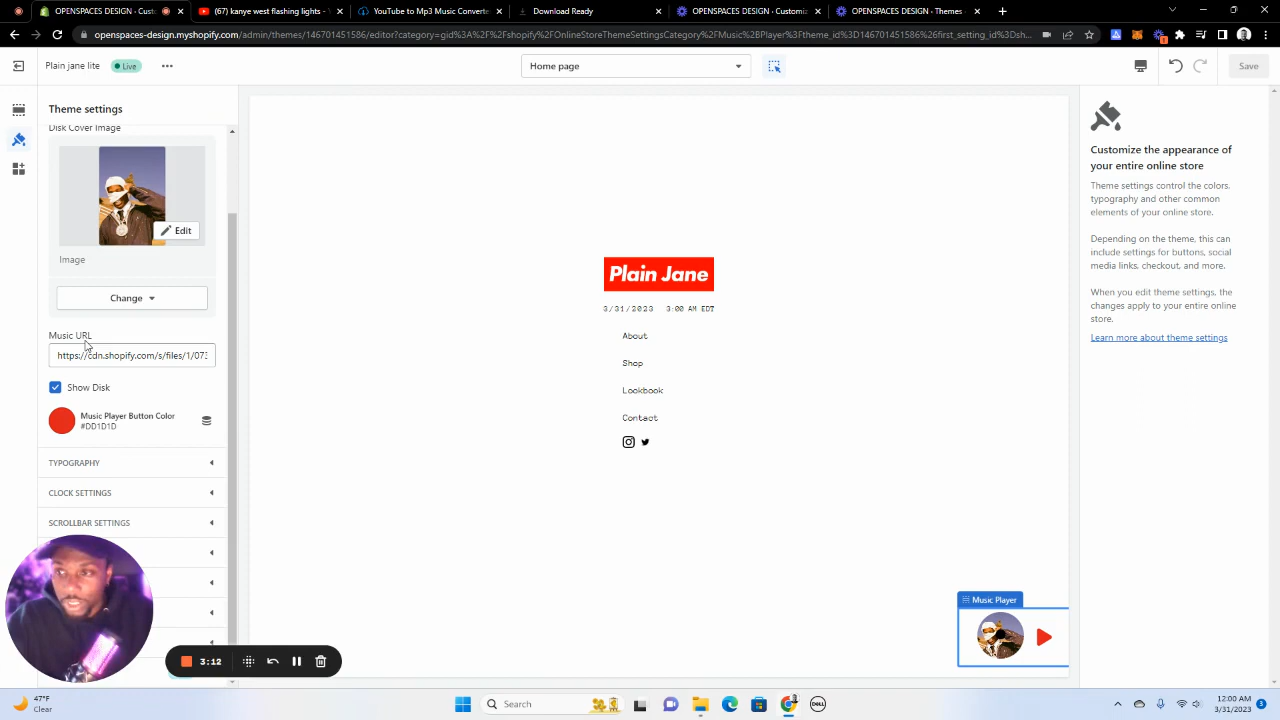 OPENSPACES DESIGN - Cust
(67) kanye west flashing lights -
YouTube to Mp3 Music Converte
Download Ready
OPENSPACES DESIGN - Customiz
OPENSPACES DESIGN - Themes -
openspaces-design.myshopify.com/admin/themes/146701451586/editor?category=gid%3A%2F%2Fshopify%2FOnlineStoreThemeSettingsCategory%2FMusic%2BPlayer%3Ftheme_id%3D146701451586%26first_setting_id%3Dsh...
Plain jane lite
Live
Home page
Save
Theme settings
Disk Cover Image
Edit
Image
Change
Music URL
https://cdn.shopify.com/s/files/1/073
Show Disk
Music Player Button Color
#DD1D1D
TYPOGRAPHY
CLOCK SETTINGS
SCROLLBAR SETTINGS
Plain Jane
3/31/2023 3:00 AM EDT
About
Shop
Lookbook
Contact
Music Player
Customize the appearance of
your entire online store
Theme settings control the colors,
typography and other common
elements of your online store.
Depending on the theme, this can
include settings for buttons, social
media links, checkout, and more.
When you edit theme settings, the
changes apply to your entire online
store.
Learn more about theme settings
3:12
47°F
Clear
Search
DELL
12:00 AM
3/31/2023
3